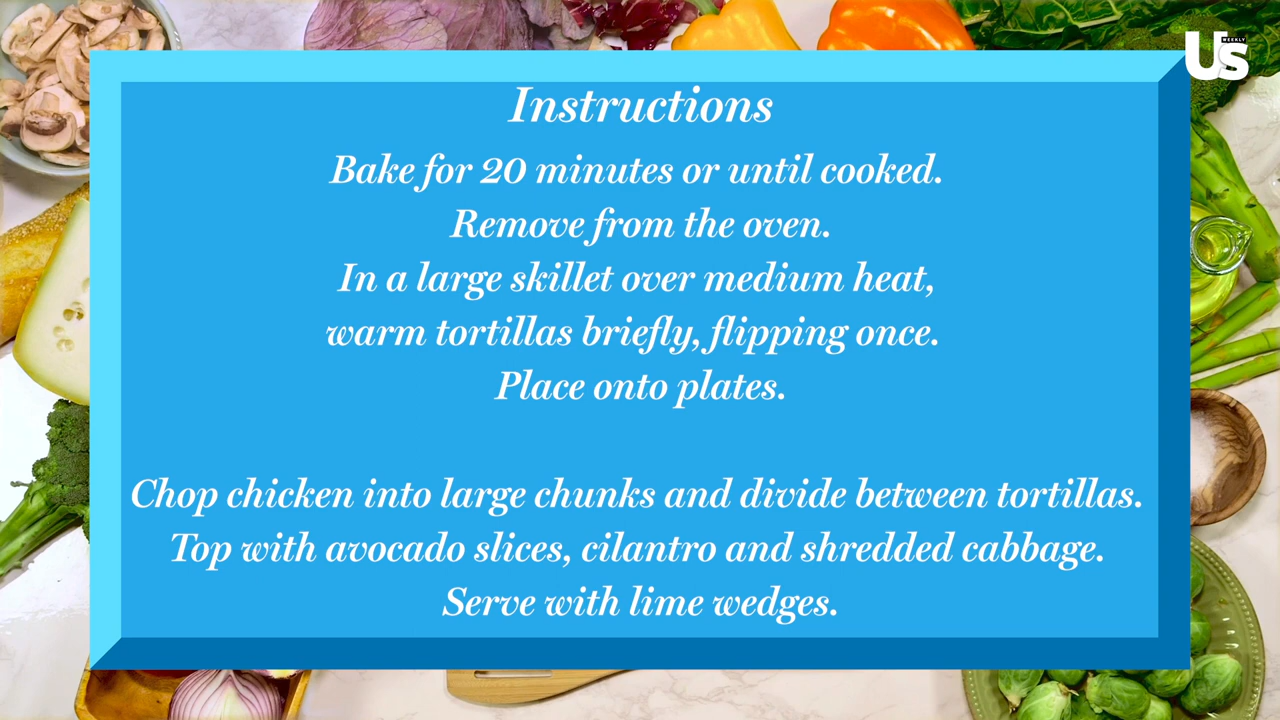 Us
WEEKLY
Instructions
Bake for 20 minutes or until cooked.
Remove from the oven.
In a large skillet over medium heat,
warm tortillas briefly, flipping once.
Place onto plates.
Chop chicken into large chunks and divide between tortillas.
Top with avocado slices, cilantro and shredded cabbage.
Serve with lime wedges.